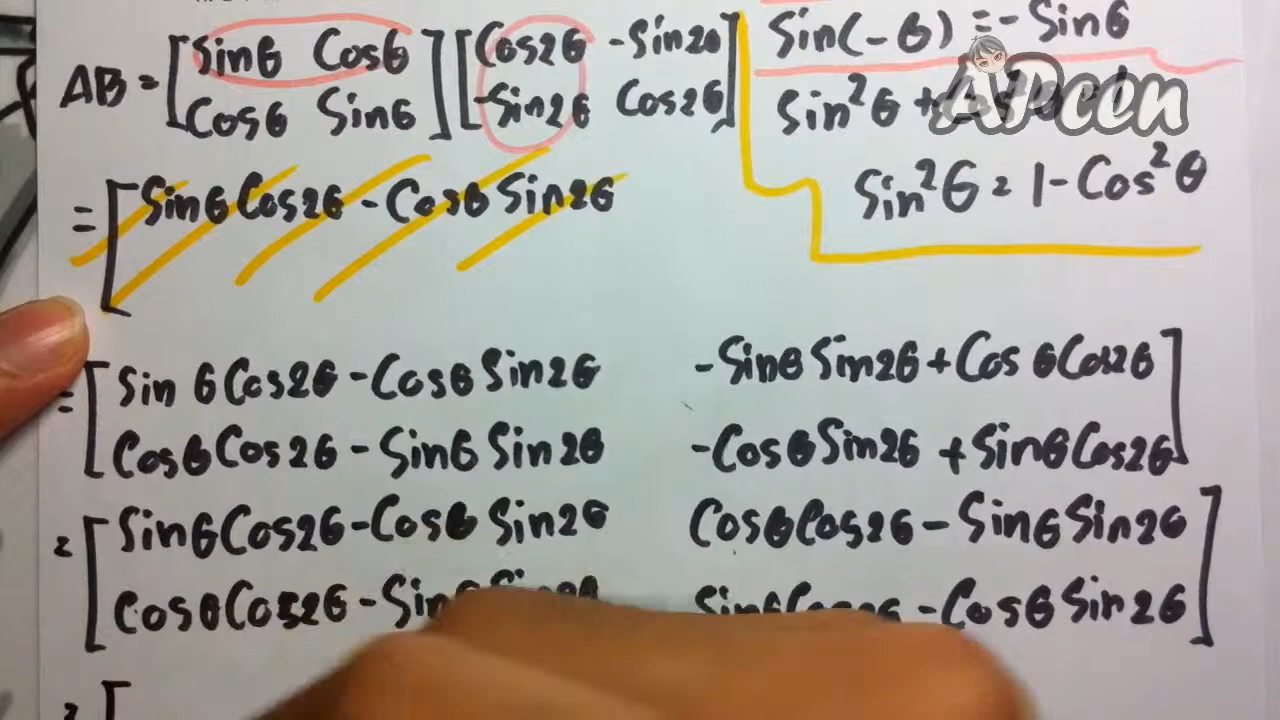 AB = [ Sinθ Cosθ ] [ Cos2θ -Sin2θ ]
[ Cosθ Sinθ ] [ -Sin2θ Cos2θ ]
Sin(-θ) = - Sinθ
Sin²θ +
APcen
Sin²θ = 1 - Cos²θ
= [ Sinθ Cos2θ - Cosθ Sin2θ
= [ Sin θ Cos2θ - Cosθ Sin2θ -Sinθ Sin2θ + Cos θ Cos2θ ]
[ Cosθ Cos2θ - Sinθ Sin2θ -Cosθ Sin2θ + Sinθ Cos2θ ]
= [ Sinθ Cos2θ - Cosθ Sin2θ Cosθ Cos2θ - Sinθ Sin2θ ]
[ Cosθ Cos2θ - - Cosθ Sin2θ ]
= [